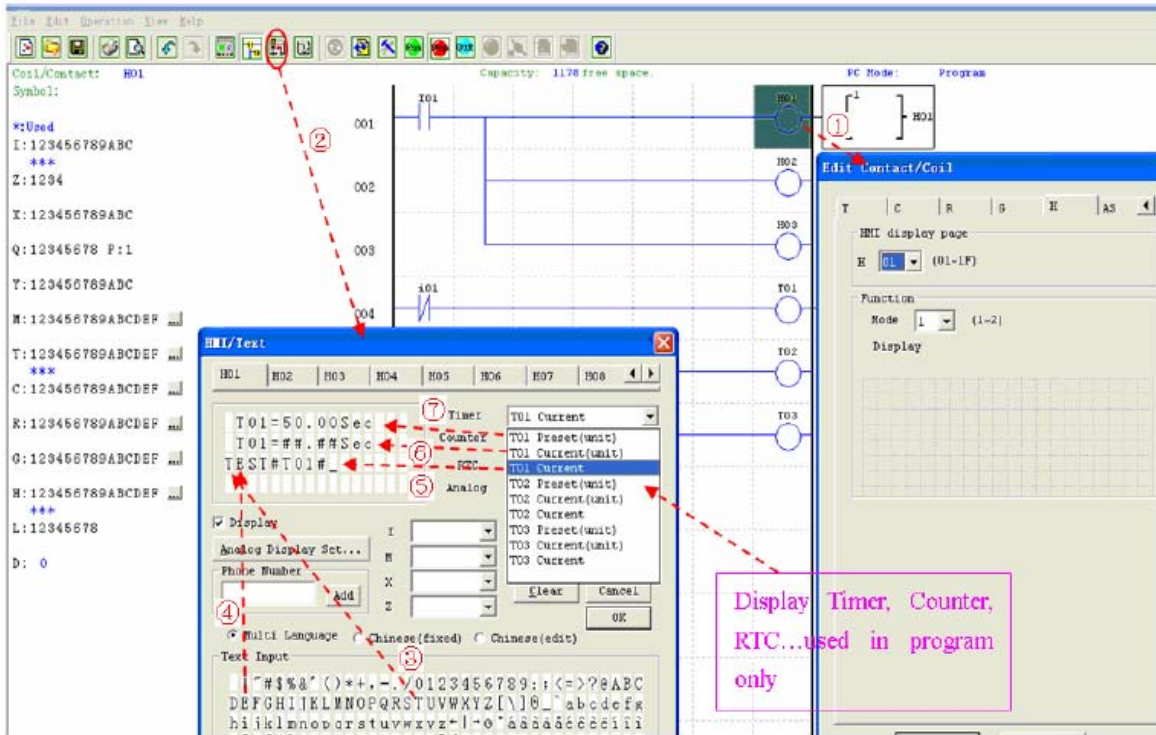 File Edit Operation View Help
Coil/Contact: H01
Capacity: 1178 free space.
PC Mode: Program
Symbol:
*:Used
I:123456789ABC
***
Z:1234
X:123456789ABC
Q:12345678 P:1
Y:123456789ABC
M:123456789ABCDEF ...
T:123456789ABCDEF ...
***
C:123456789ABCDEF ...
R:123456789ABCDEF ...
G:123456789ABCDEF ...
H:123456789ABCDEF ...
***
L:12345678
D: 0
001
T01
H01
1
H01
①
②
002
H02
003
H03
004
i01
T01
T02
T03
Edit Contact/Coil
T C R G H AS
HMI display page
H 01 (01-1F)
Function
Mode 1 (1-2)
Display
HMI/Text
H01 H02 H03 H04 H05 H06 H07 H08
T01=50.00Sec
T01=##.##Sec
TEST#T01#_
⑦ Timer
Counter
⑥
RTC
⑤
Analog
T01 Current
T01 Preset(unit)
T01 Current(unit)
T01 Current
T02 Preset(unit)
T02 Current(unit)
T02 Current
T03 Preset(unit)
T03 Current(unit)
T03 Current
Display
Analog Display Set...
Phone Number
Add
I
M
X
Z
Clear
Cancel
OK
④
Multi Language Chinese(fixed) Chinese(edit)
③
Text Input
#$%&'()*+,-./0123456789:;<=>?@ABC
DEFGHIJKLMNOPQRSTUVWXYZ
abcdefg
hijklmnopqrstuvwxyz
Display Timer, Counter,
RTC...used in program
only